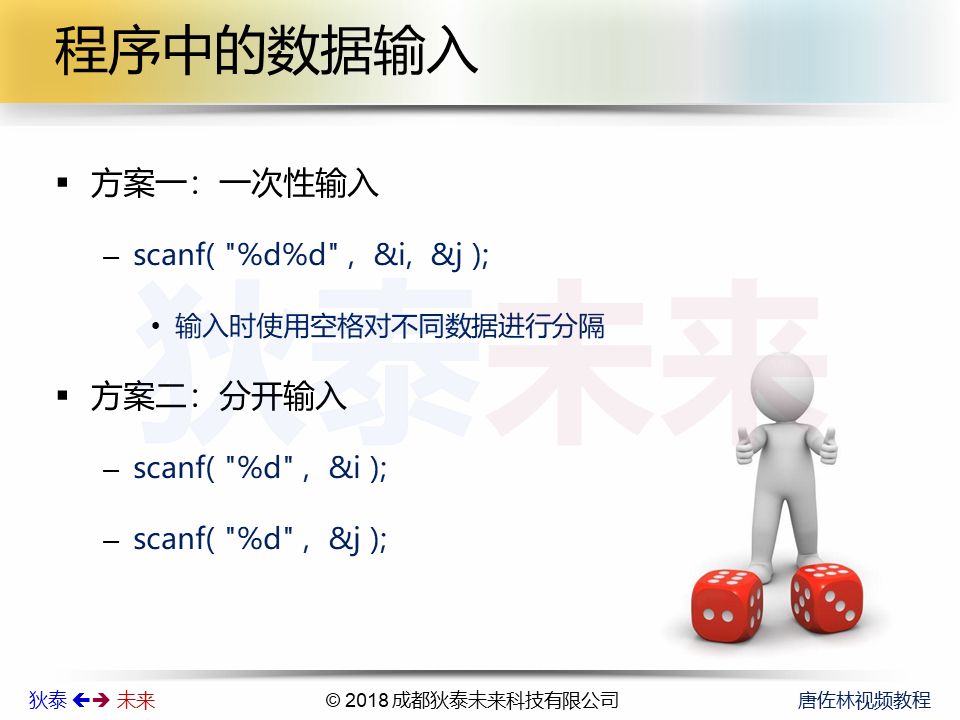 程序中的数据输入
▪ 方案一：一次性输入
– scanf( "%d%d" ,  &i,  &j );
• 输入时使用空格对不同数据进行分隔
▪ 方案二：分开输入
– scanf( "%d" ,  &i );
– scanf( "%d" ,  &j );
狄泰未来
狄泰 🡸🡺 未来
© 2018 成都狄泰未来科技有限公司
唐佐林视频教程